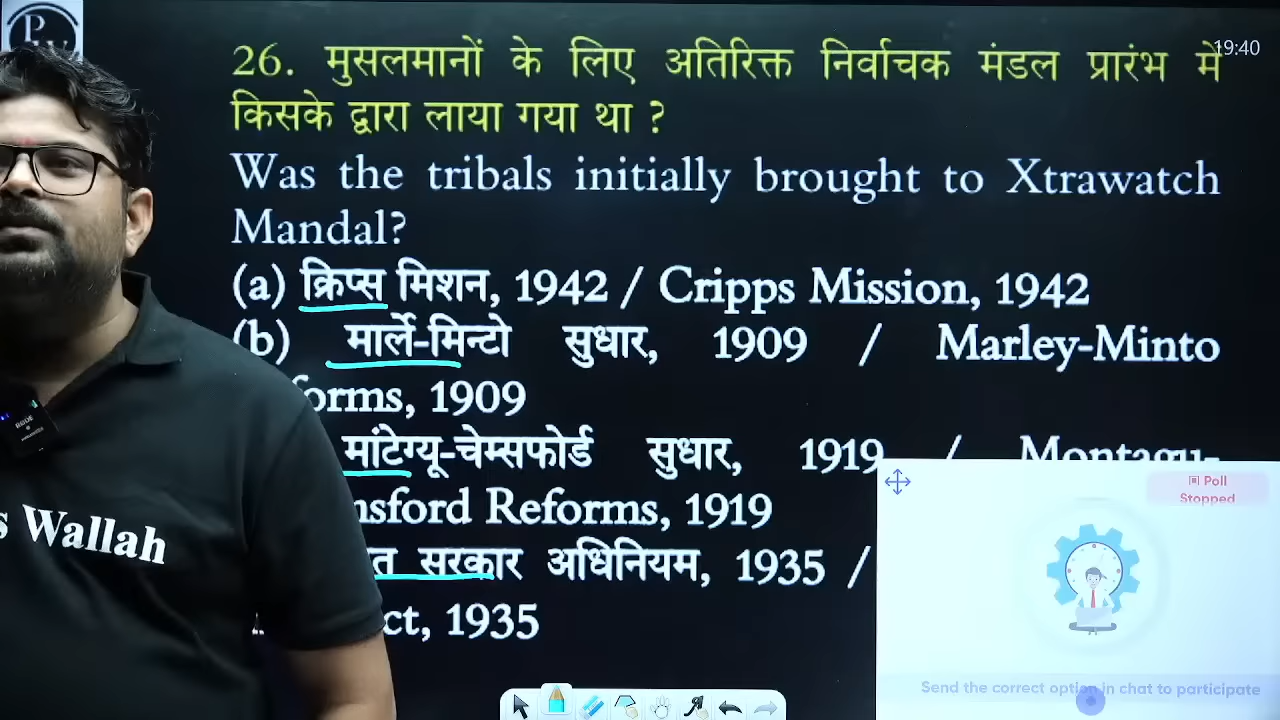 P
W
19:40
26. मुसलमानों के लिए अतिरिक्त निर्वाचक मंडल प्रारंभ में
किसके द्वारा लाया गया था ?
Was the tribals initially brought to Xtrawatch
Mandal?
(a) क्रिप्स मिशन, 1942 / Cripps Mission, 1942
(b) मार्ले-मिन्टो सुधार, 1909 / Marley-Minto
forms, 1909
मांटेग्यू-चेम्सफोर्ड सुधार, 1919 / Montagu-
nsford Reforms, 1919
त सरकार अधिनियम, 1935 /
ct, 1935
s Wallah
RODE
Poll
Stopped
Send the correct option in chat to participate